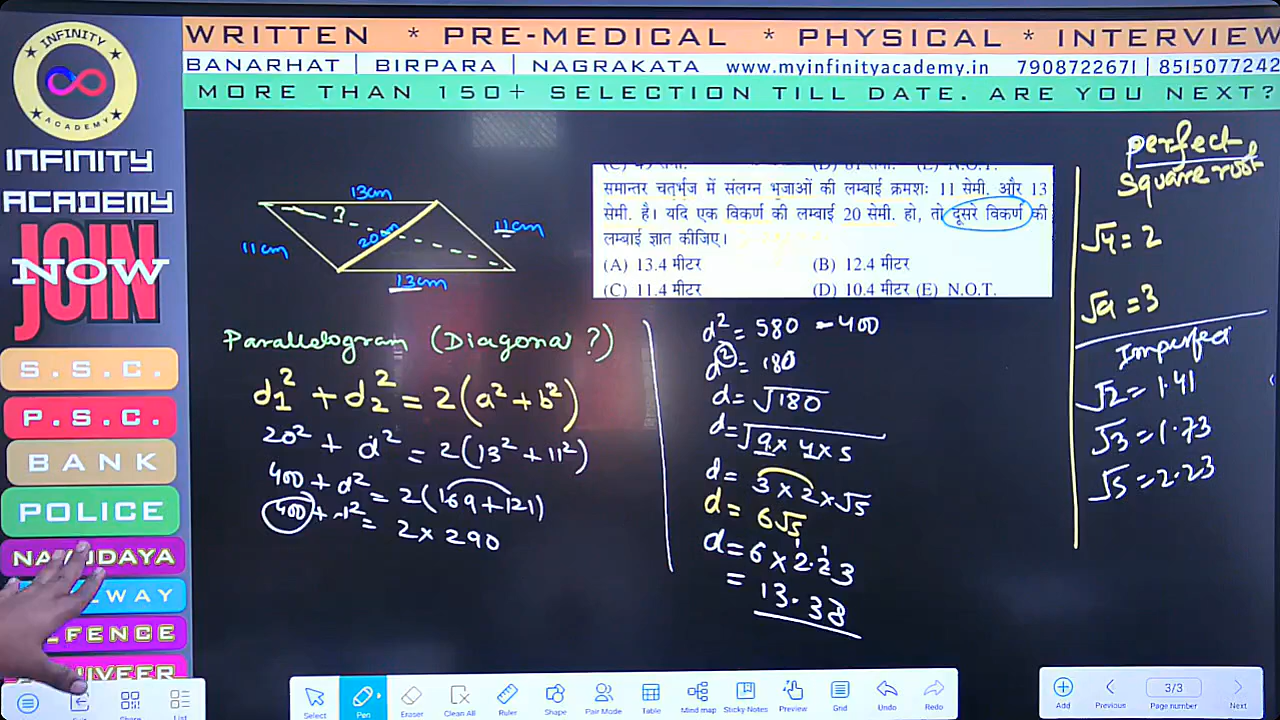 INFINITY
ACADEMY
WRITTEN * PRE-MEDICAL * PHYSICAL * INTERVIEW
BANARHAT | BIRPARA | NAGRAKATA www.myinfinityacademy.in 7908722671 | 8515077242
MORE THAN 150+ SELECTION TILL DATE. ARE YOU NEXT?
INFINITY
ACADEMY
JOIN
NOW
S.S.C.
P.S.C.
BANK
POLICE
13cm
?
20cm
11cm
11cm
13cm
समान्तर चतुर्भुज में संलग्न भुजाओं की लम्बाई क्रमशः 11 सेमी. और 13
सेमी. है। यदि एक विकर्ण की लम्बाई 20 सेमी. हो, तो दूसरे विकर्ण की
लम्बाई ज्ञात कीजिए।
(A) 13.4 मीटर (B) 12.4 मीटर
(C) 11.4 मीटर (D) 10.4 मीटर (E) N.O.T.
Parallelogram (Diagonal ?)
d₁² + d₂² = 2(a² + b²)
20² + d² = 2(13² + 11²)
400 + d² = 2(169 + 121)
400 + d² = 2 × 290
d² = 580 - 400
d² = 180
d = √180
d = √9 × 4 × 5
d = 3 × 2 × √5
d = 6√5
d = 6 × 2.23
= 13.38
perfect
Square root
√4 = 2
√9 = 3
Imperfect
√2 = 1.41
√3 = 1.73
√5 = 2.23
Select
Pen
Eraser
Clean All
Ruler
Shape
Pair Mode
Table
Mind map
Sticky-Notes
Preview
Grid
Undo
Redo
Add
Previous
3/3
Page number
Next
Share
List